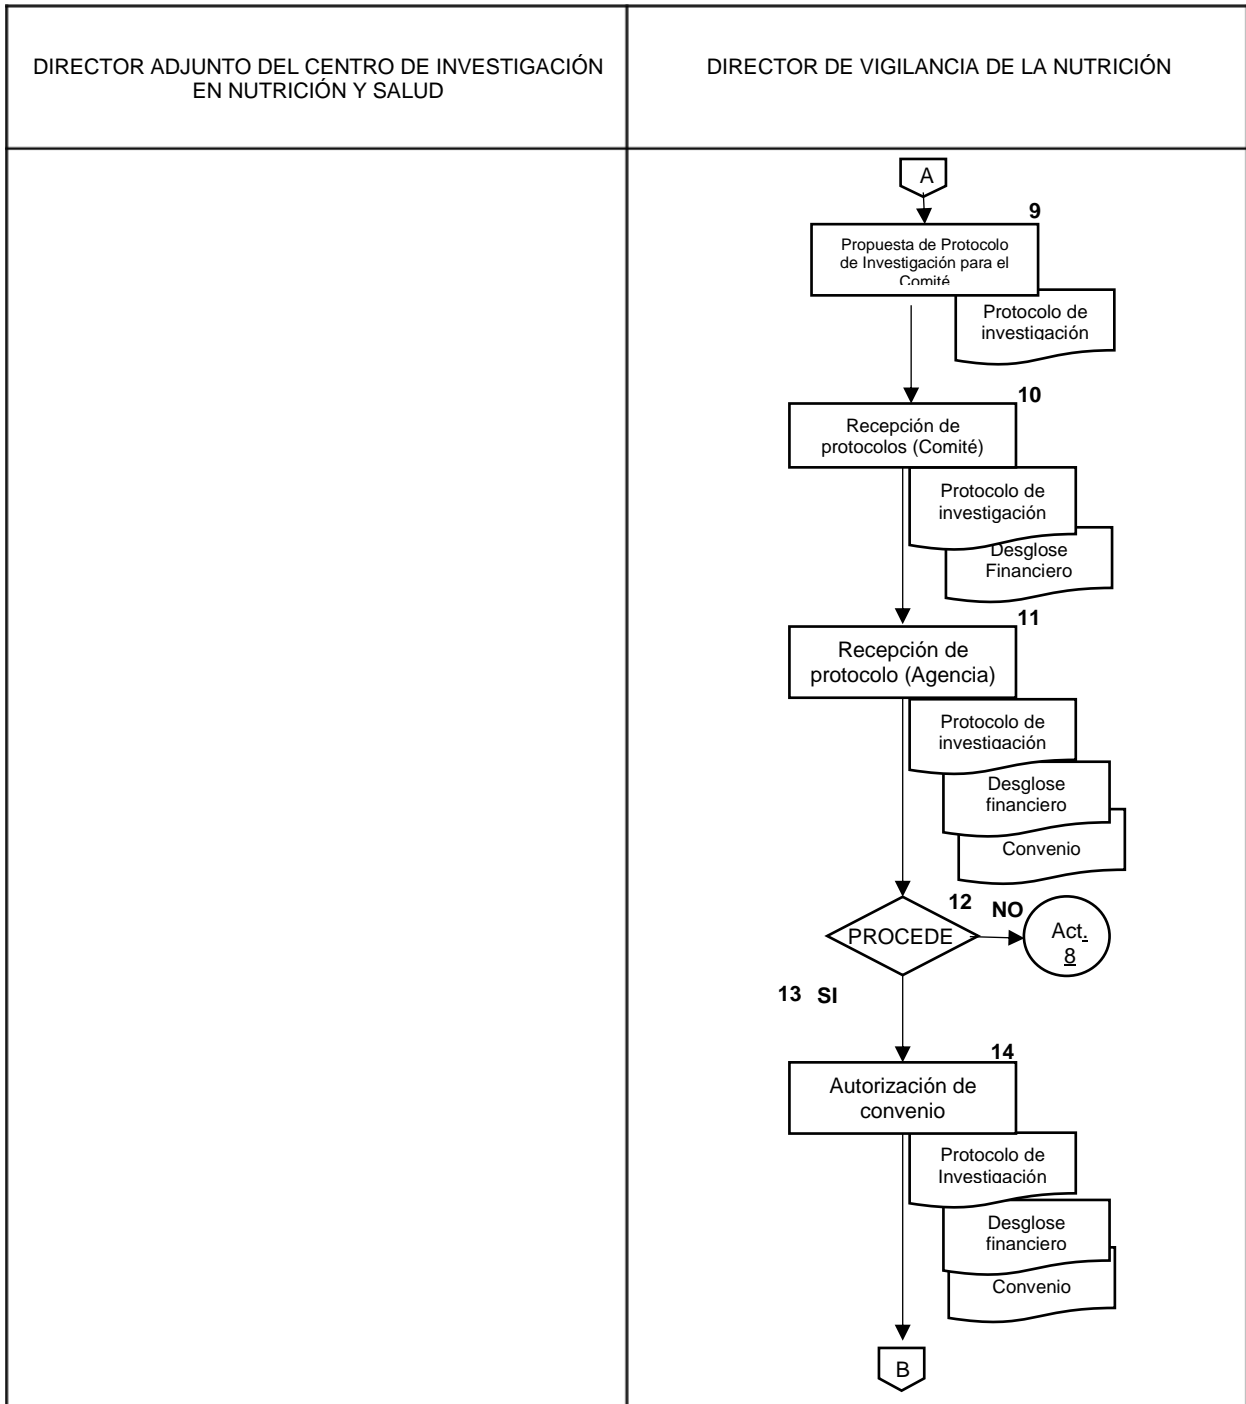 DIRECTOR ADJUNTO DEL CENTRO DE INVESTIGACIÓN
EN NUTRICIÓN Y SALUD
DIRECTOR DE VIGILANCIA DE LA NUTRICIÓN
A
9
Propuesta de Protocolo
de Investigación para el
Comité
Protocolo de
investigación
10
Recepción de
protocolos (Comité)
Protocolo de
investigación
Desglose
Financiero
11
Recepción de
protocolo (Agencia)
Protocolo de
investigación
Desglose
financiero
Convenio
12
NO
PROCEDE
Act.
8
13 SI
14
Autorización de
convenio
Protocolo de
Investigación
Desglose
financiero
Convenio
B